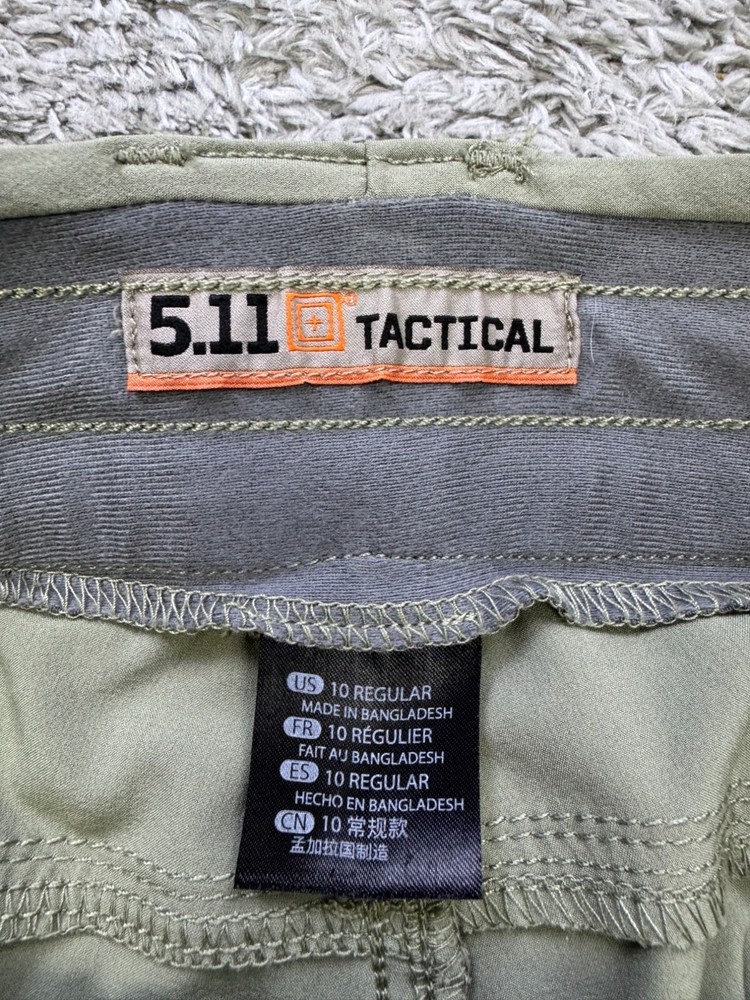 5.11® TACTICAL
US 10 REGULAR
MADE IN BANGLADESH
FR 10 RÉGULIER
FAIT AU BANGLADESH
ES 10 REGULAR
HECHO EN BANGLADESH
CN 10 常规款
孟加拉国制造